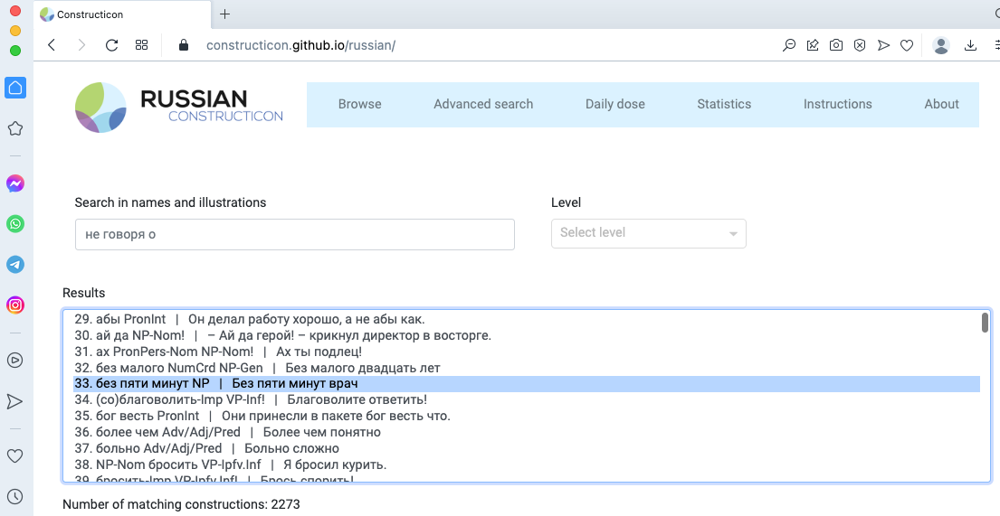 Constructicon
constructicon.github.io/russian/
RUSSIAN
CONSTRUCTICON
Browse
Advanced search
Daily dose
Statistics
Instructions
About
Search in names and illustrations
Level
не говоря о
Select level
Results
29. абы PronInt | Он делал работу хорошо, а не абы как.
30. ай да NP-Nom! | – Ай да герой! – крикнул директор в восторге.
31. ах PronPers-Nom NP-Nom! | Ах ты подлец!
32. без малого NumCrd NP-Gen | Без малого двадцать лет
33. без пяти минут NP | Без пяти минут врач
34. (со)благоволить-Imp VP-Inf! | Благоволите ответить!
35. бог весть PronInt | Они принесли в пакете бог весть что.
36. более чем Adv/Adj/Pred | Более чем понятно
37. больно Adv/Adj/Pred | Больно сложно
38. NP-Nom бросить VP-Ipfv.Inf | Я бросил курить.
39. бросить-Imp VP-Ipfv.Inf! | Брось спорить!
Number of matching constructions: 2273